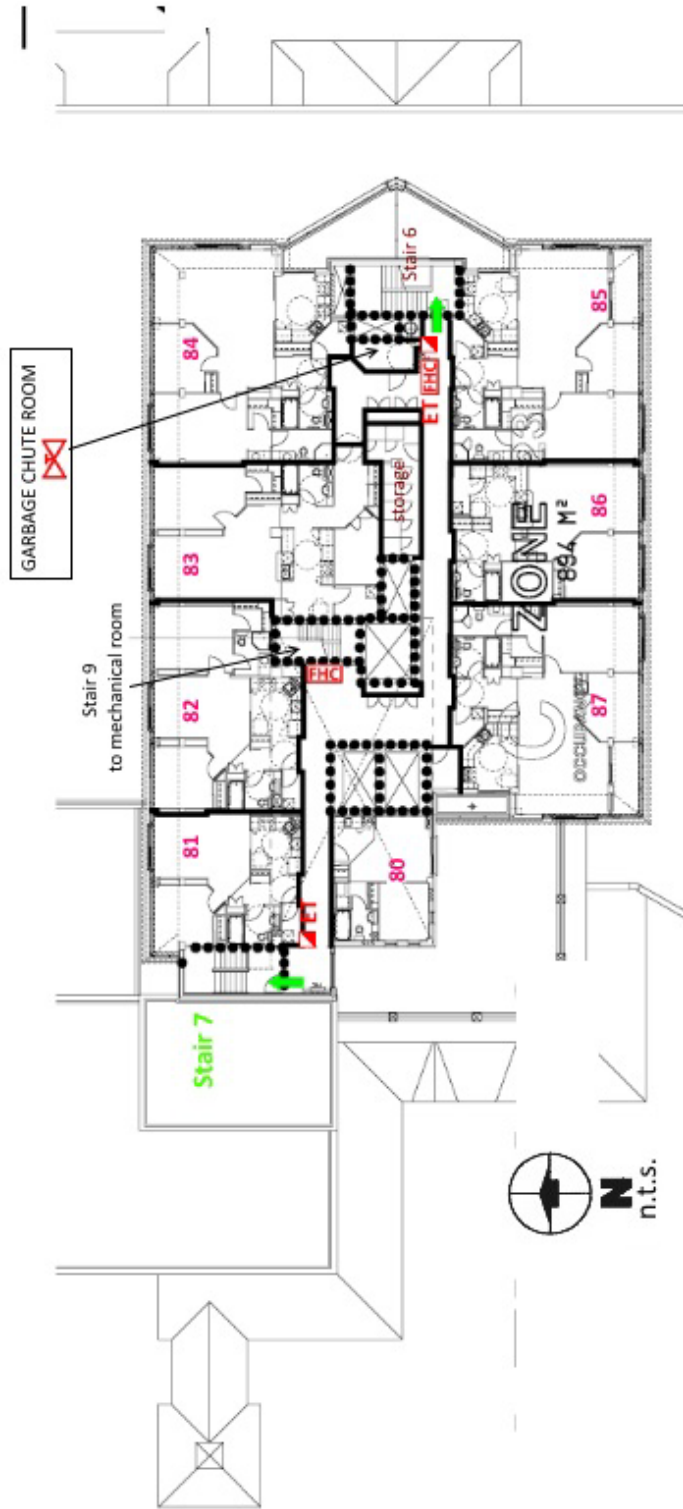 GARBAGE CHUTE ROOM
Stair 9
to mechanical room
Stair 7
Stair 6
84
83
82
81
85
86
87
80
storage
ET
FHC
FHC
ET
ZONE
894 M²
C
N
n.t.s.